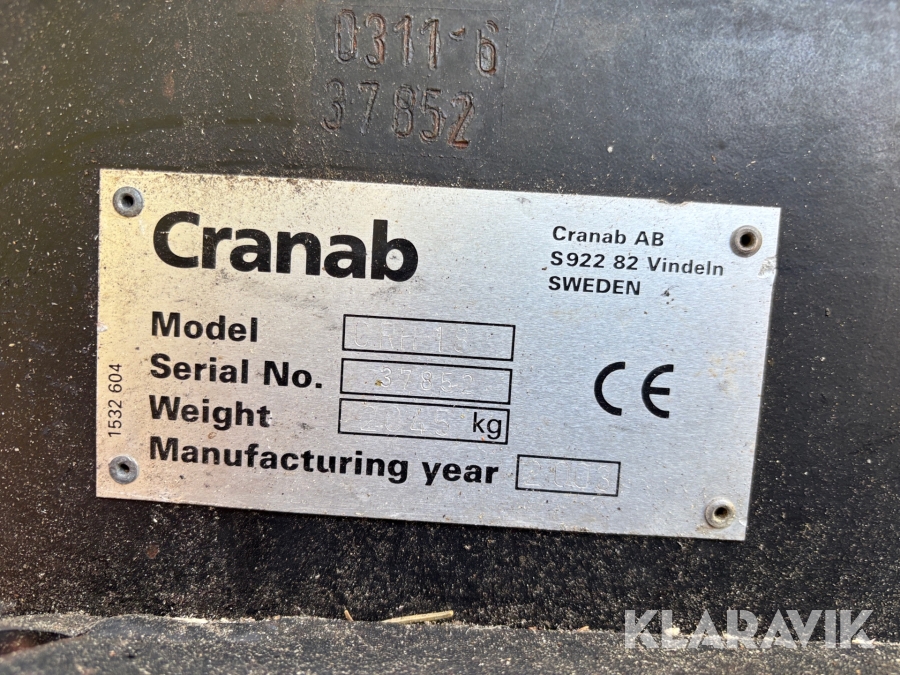 0311-6
37852
Cranab
Cranab AB
S922 82 Vindeln
SWEDEN
Model
Serial No. 37852
Weight kg
Manufacturing year
1532 604
CE
KLARAVIK